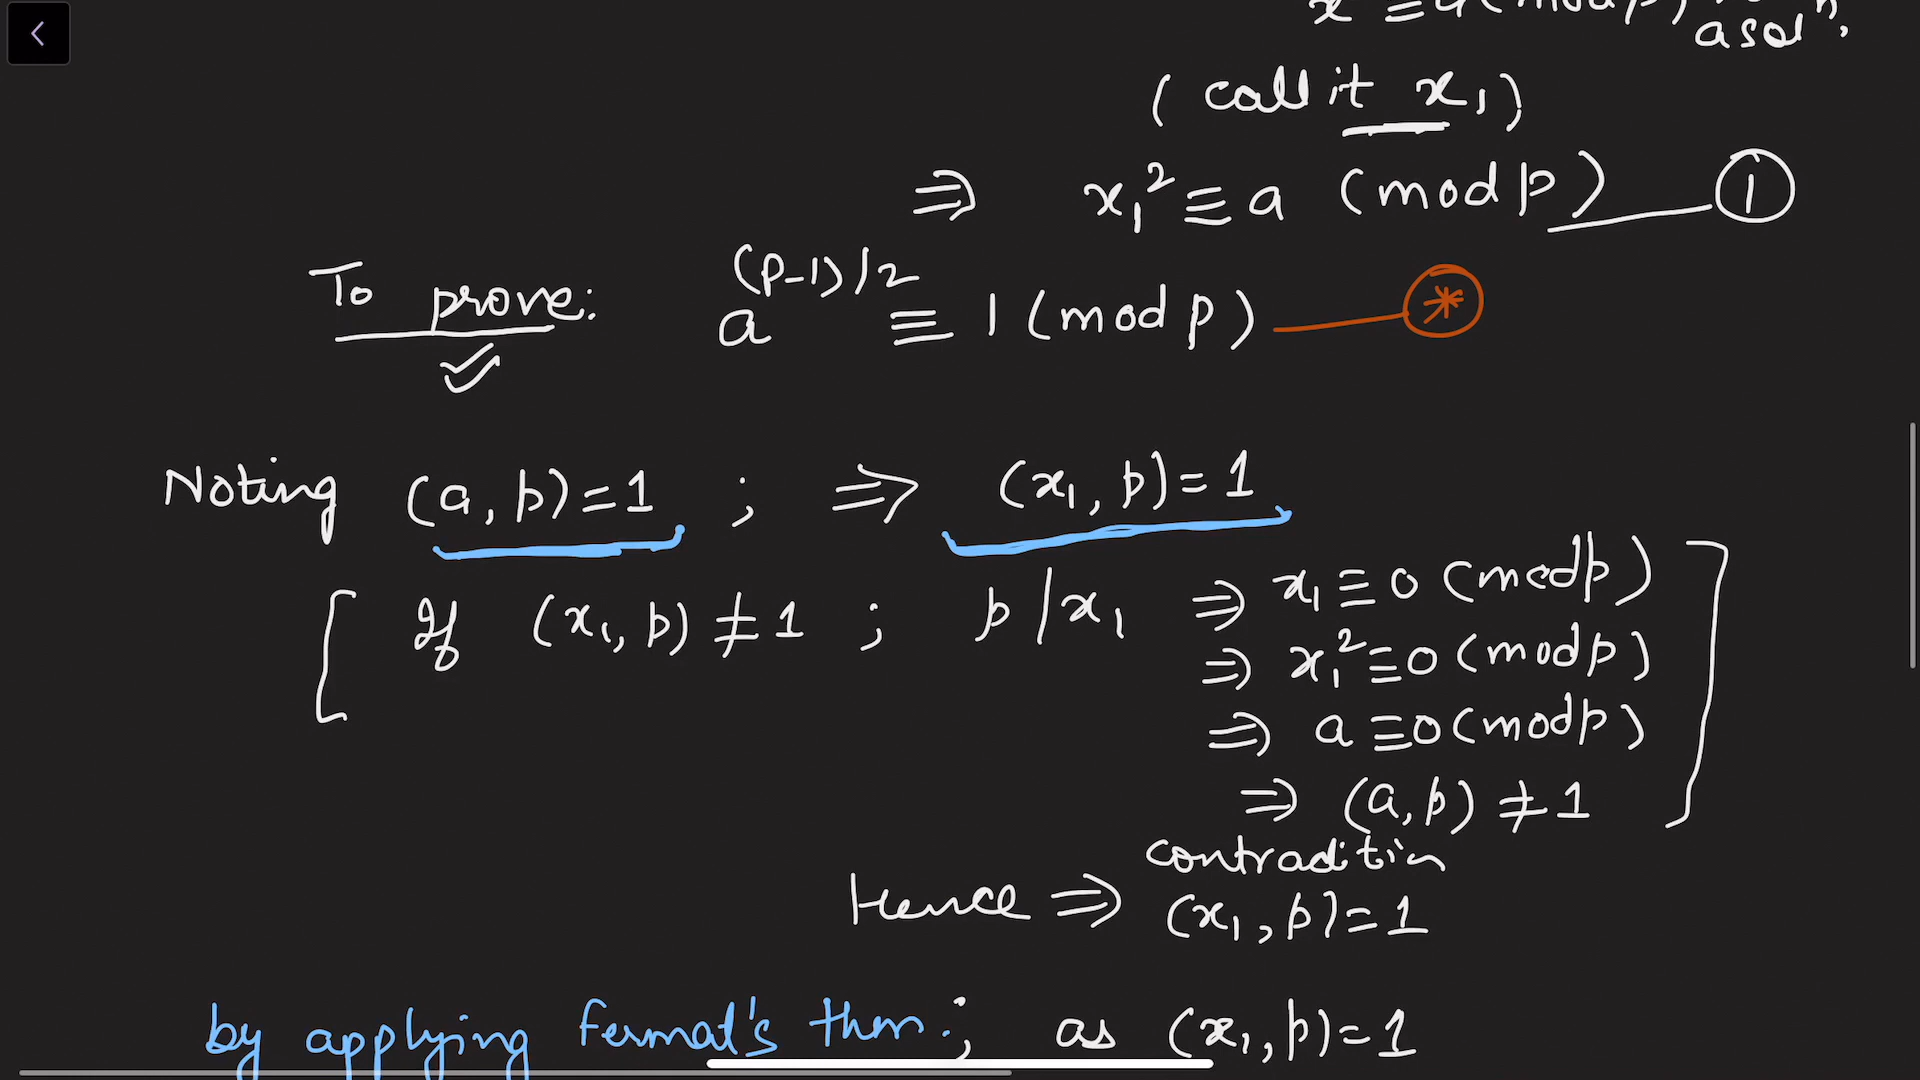 x ≡ a (mod p)
a solⁿ,
( call it x₁)
⇒ x₁² ≡ a (mod p) ①
To prove: a^(p-1)/2 ≡ 1 (mod p) *
Noting (a, p) = 1 ; ⇒ (x₁, p) = 1
[ If (x₁, p) ≠ 1 ; p | x₁ ⇒ x₁ ≡ 0 (mod p)
⇒ x₁² ≡ 0 (mod p)
⇒ a ≡ 0 (mod p)
⇒ (a, p) ≠ 1 ]
contradiction
Hence ⇒ (x₁, p) = 1
by applying Fermat's thm. ; as (x₁, p) = 1